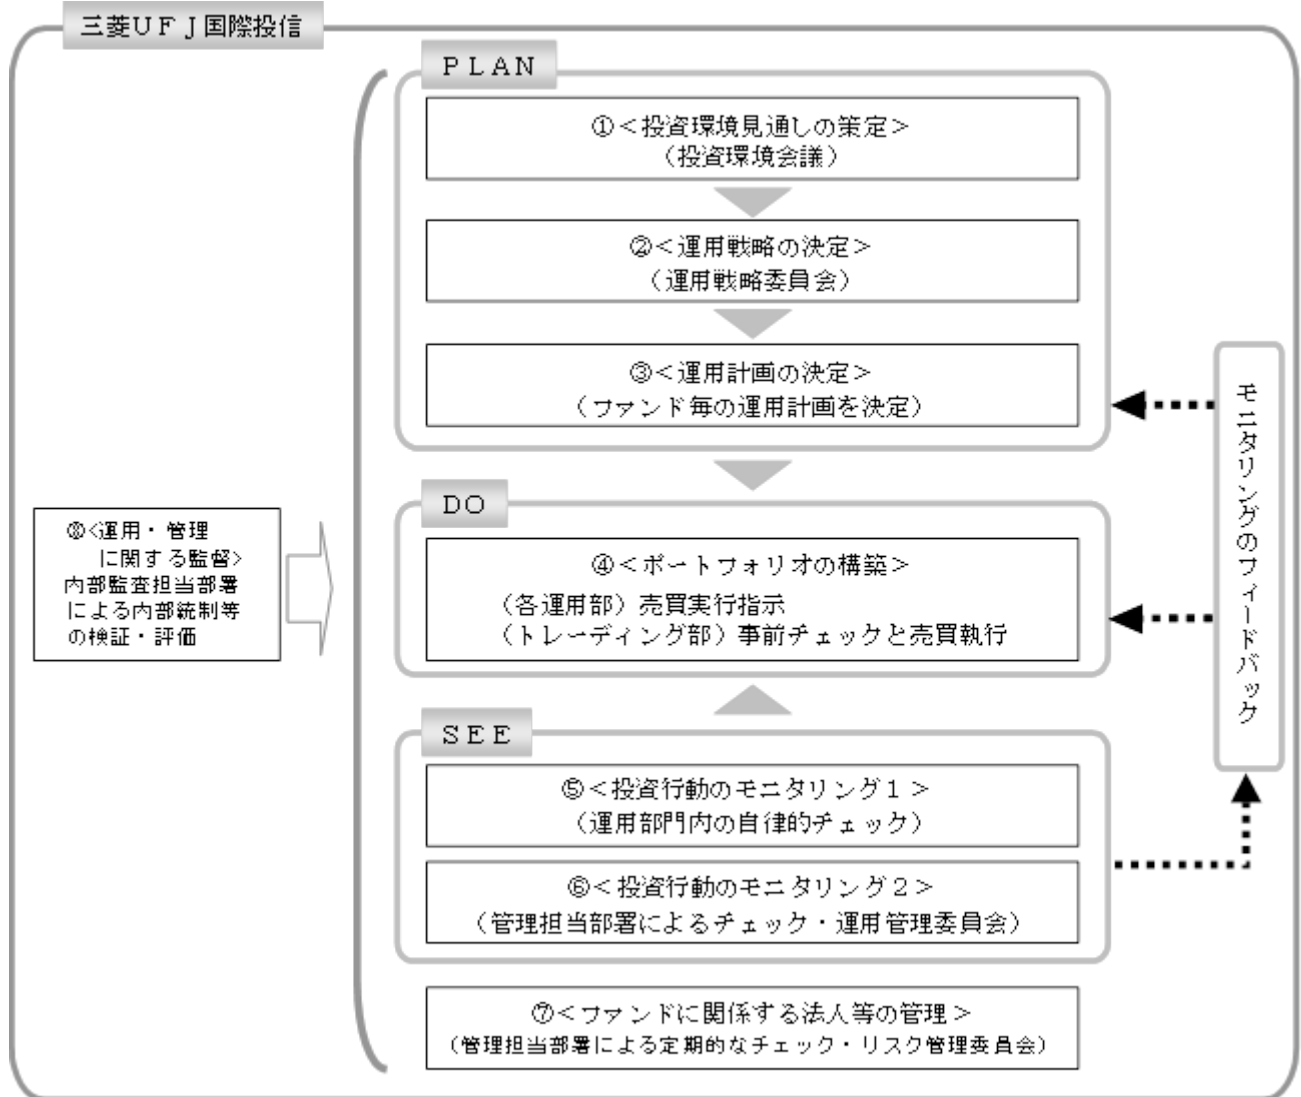 三菱UFJ国際投信
PLAN
①<投資環境見通しの策定>
(投資環境会議)
②<運用戦略の決定>
(運用戦略委員会)
③<運用計画の決定>
(ファンド毎の運用計画を決定)
DO
④<ポートフォリオの構築>
(各運用部)売買実行指示
(トレーディング部)事前チェックと売買執行
SEE
⑤<投資行動のモニタリング1>
(運用部門内の自律的チェック)
⑥<投資行動のモニタリング2>
(管理担当部署によるチェック・運用管理委員会)
⑦<ファンドに関係する法人等の管理>
(管理担当部署による定期的なチェック・リスク管理委員会)
⑧<運用・管理
に関する監督>
内部監査担当部署
による内部統制等
の検証・評価
モニタリングのフィードバック